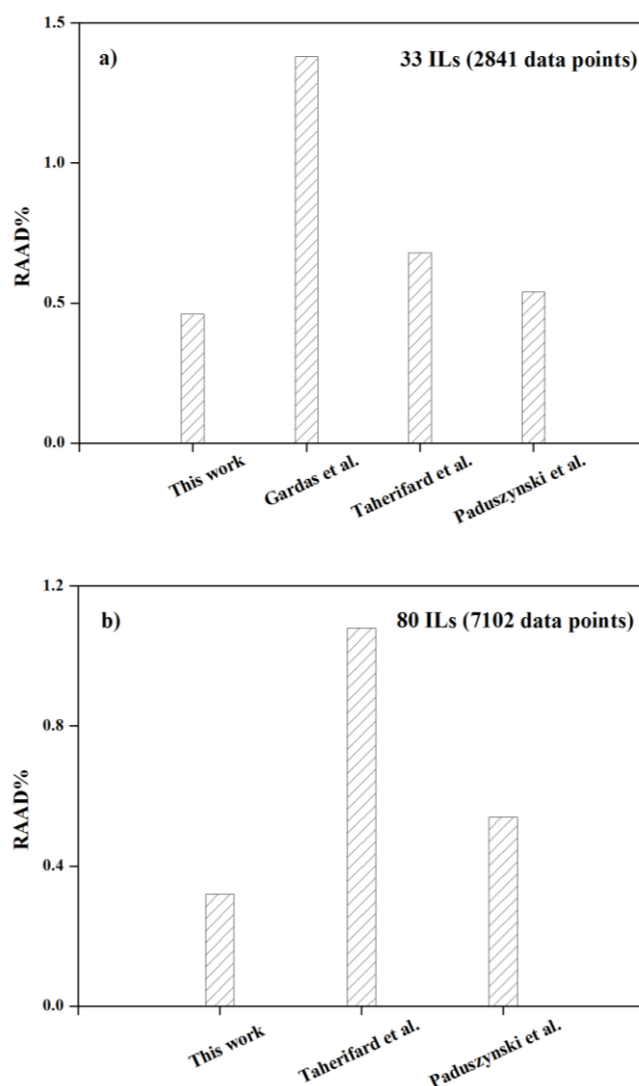 a)
33 ILs (2841 data points)
1.5
1.0
0.5
0.0
RAAD%
This work
Gardas et al.
Taherifard et al.
Paduszynski et al.
b)
80 ILs (7102 data points)
1.2
0.8
0.4
0.0
RAAD%
This work
Taherifard et al.
Paduszynski et al.